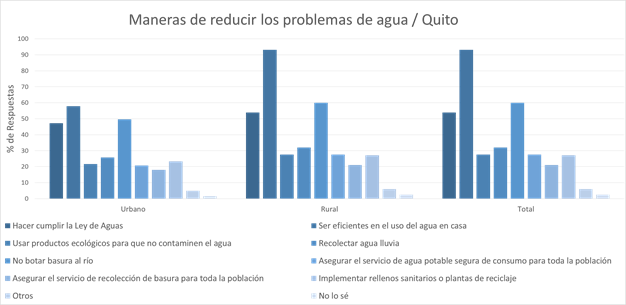 Maneras de reducir los problemas de agua / Quito
% de Respuestas
100
90
80
70
60
50
40
30
20
10
0
Urbano Rural Total
Hacer cumplir la Ley de Aguas Ser eficientes en el uso del agua en casa
Usar productos ecológicos para que no contaminen el agua Recolectar agua lluvia
No botar basura al río Asegurar el servicio de agua potable segura de consumo para toda la población
Asegurar el servicio de recolección de basura para toda la población Implementar rellenos sanitarios o plantas de reciclaje
Otros No lo sé